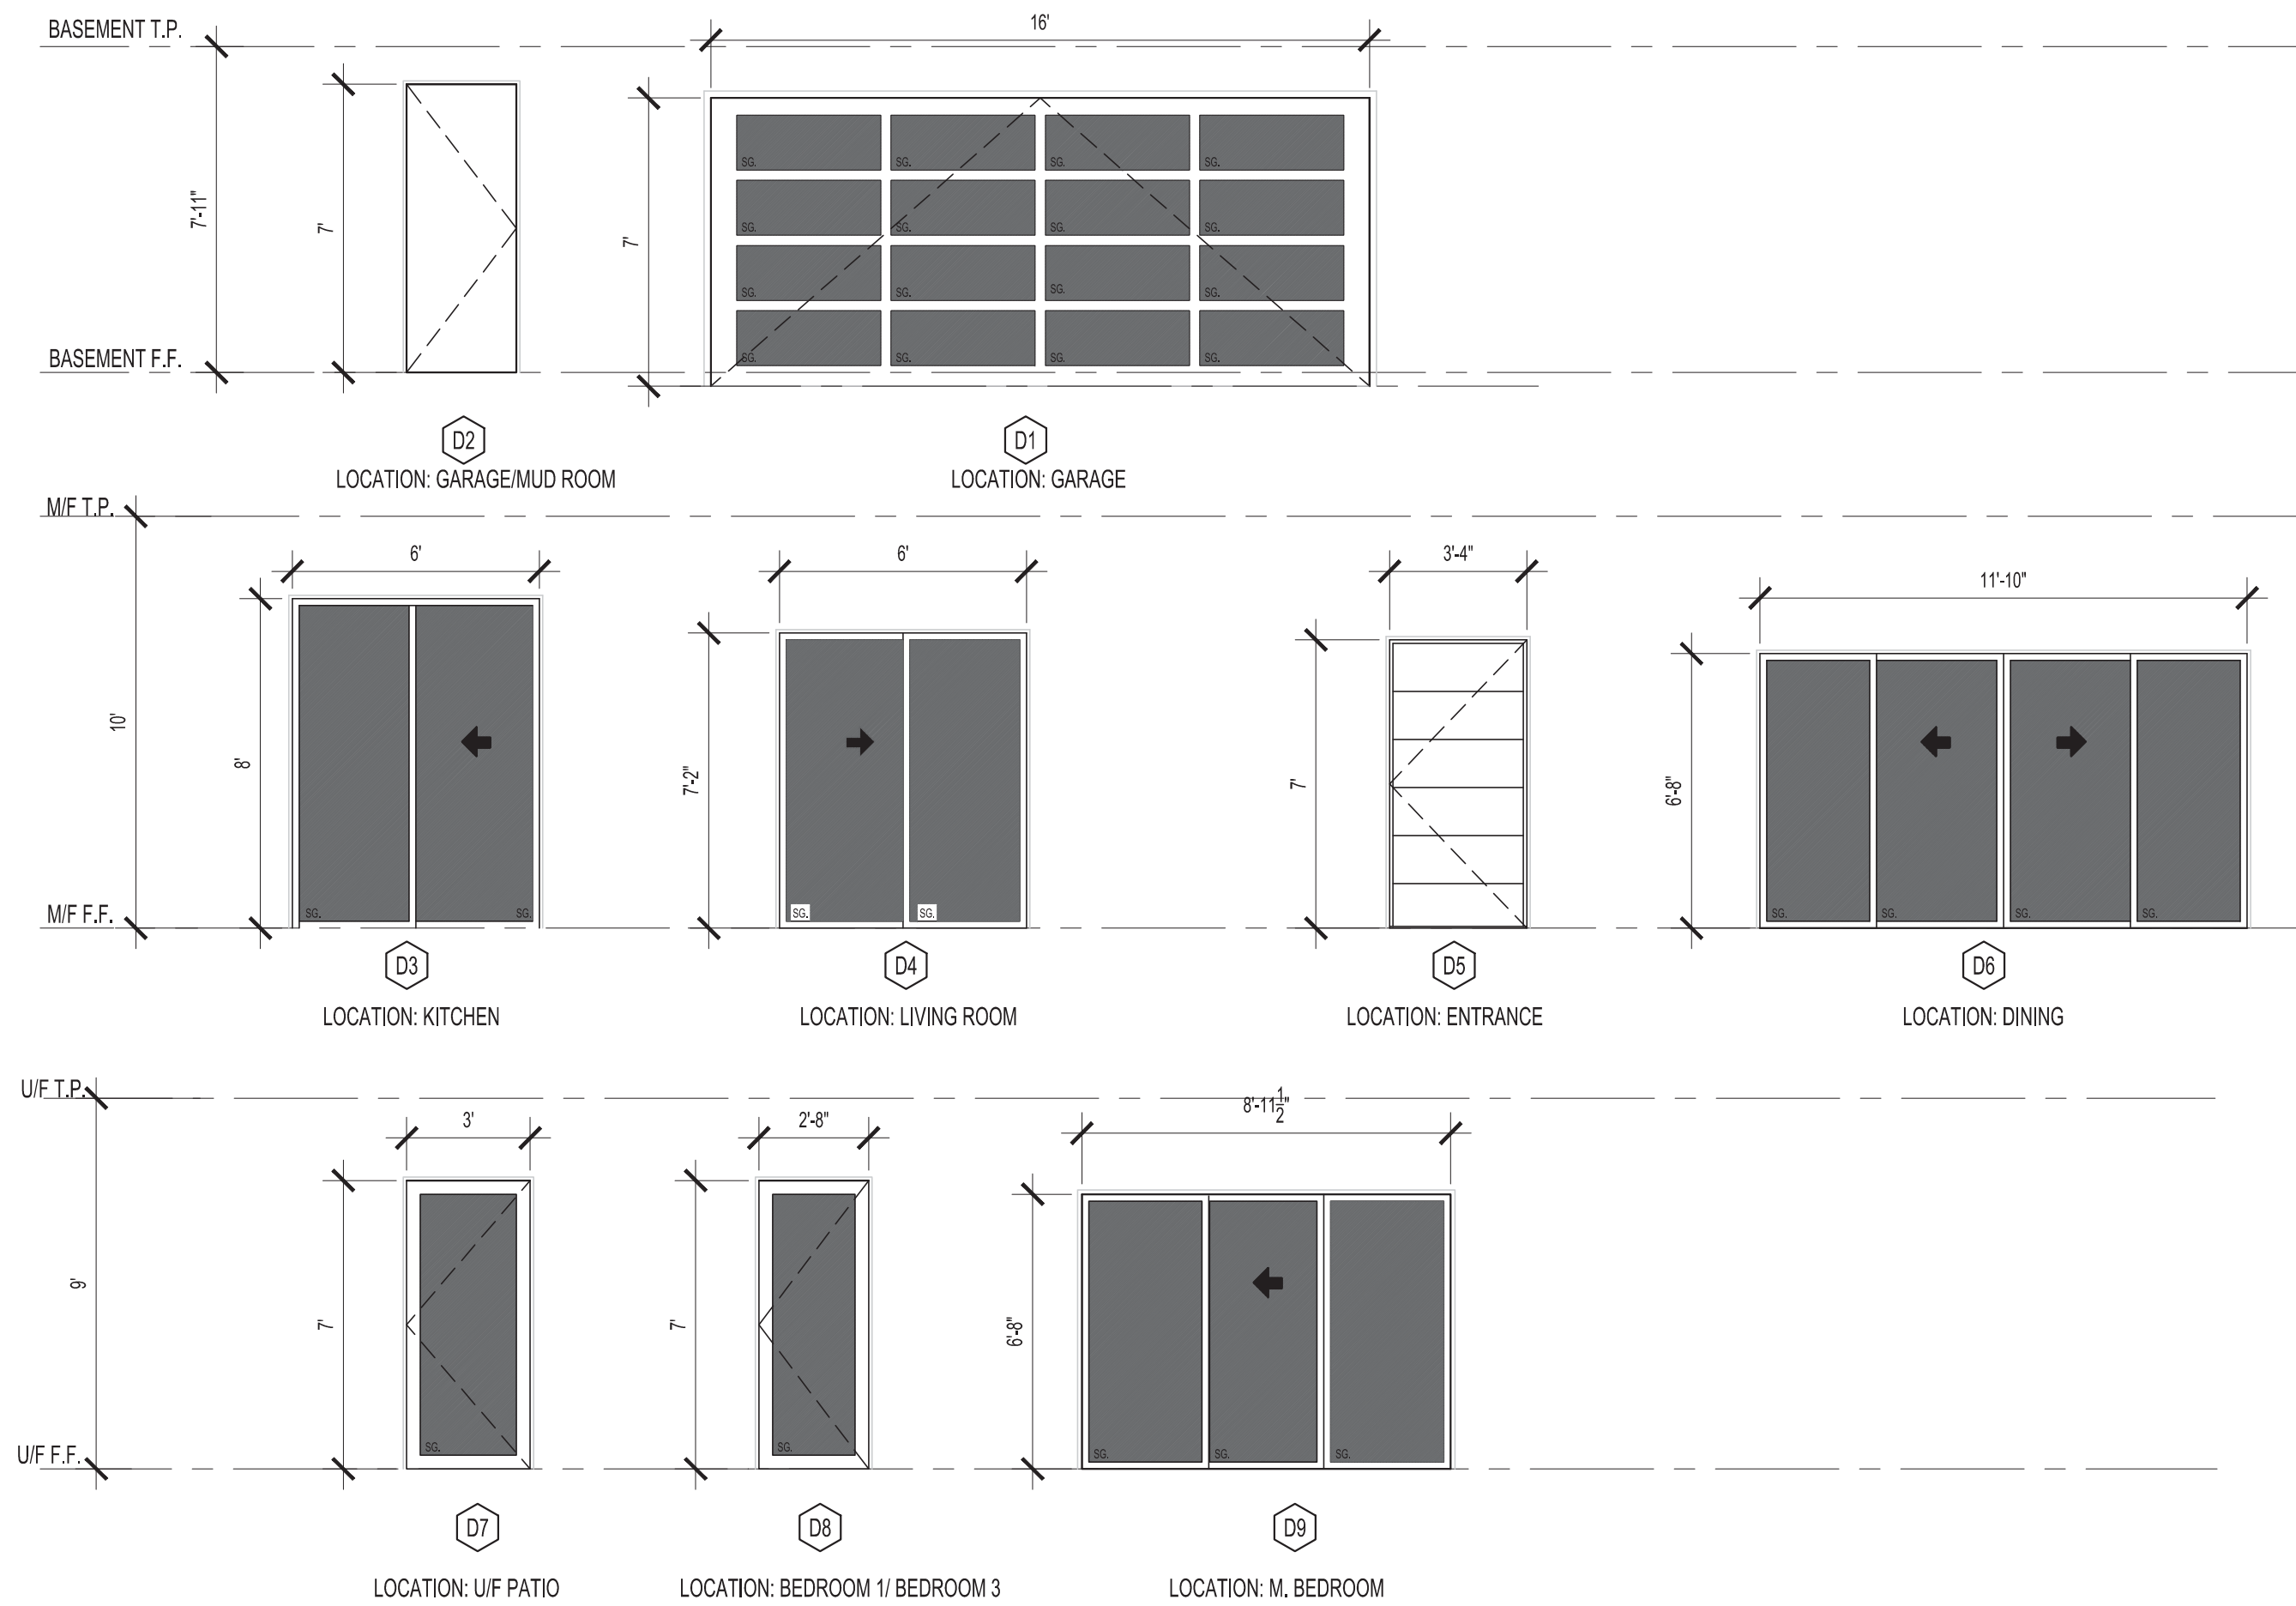 BASEMENT T.P.
16'
7'-11"
7'
7'
SG. SG. SG. SG.
SG. SG. SG. SG.
SG. SG. SG. SG.
SG. SG. SG. SG.
BASEMENT F.F.
D2
D1
LOCATION: GARAGE/MUD ROOM
LOCATION: GARAGE
M/F T.P.
6'
6'
3'-4"
11'-10"
10'
8'
7'-2"
7'
6'-8"
SG. SG.
SG. SG.
SG. SG. SG. SG.
M/F F.F.
D3
D4
D5
D6
LOCATION: KITCHEN
LOCATION: LIVING ROOM
LOCATION: ENTRANCE
LOCATION: DINING
U/F T.P.
3'
2'-8"
8'-11 1/2"
9'
7'
7'
6'-8"
SG.
SG.
SG. SG. SG.
U/F F.F.
D7
D8
D9
LOCATION: U/F PATIO
LOCATION: BEDROOM 1/ BEDROOM 3
LOCATION: M. BEDROOM